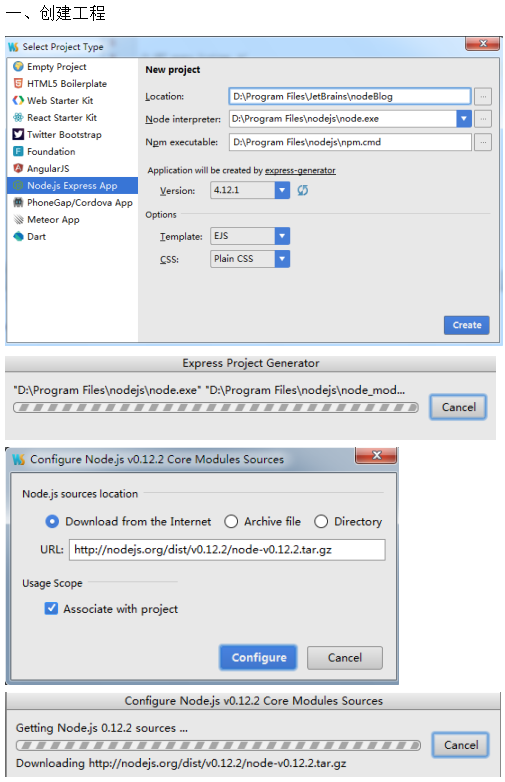 一、创建工程
Select Project Type
Empty Project
HTML5 Boilerplate
Web Starter Kit
React Starter Kit
Twitter Bootstrap
Foundation
AngularJS
Node.js Express App
PhoneGap/Cordova App
Meteor App
Dart
New project
Location: D:\Program Files\JetBrains\nodeBlog ...
Node interpreter: D:\Program Files\nodejs\node.exe ...
Npm executable: D:\Program Files\nodejs\npm.cmd ...
Application will be created by express-generator
Version: 4.12.1
Options
Template: EJS
CSS: Plain CSS
Create
Express Project Generator
"D:\Program Files\nodejs\node.exe" "D:\Program Files\nodejs\node_mod...
Cancel
Configure Node.js v0.12.2 Core Modules Sources
Node.js sources location
Download from the Internet Archive file Directory
URL: http://nodejs.org/dist/v0.12.2/node-v0.12.2.tar.gz
Usage Scope
Associate with project
Configure Cancel
Configure Node.js v0.12.2 Core Modules Sources
Getting Node.js 0.12.2 sources ...
Cancel
Downloading http://nodejs.org/dist/v0.12.2/node-v0.12.2.tar.gz